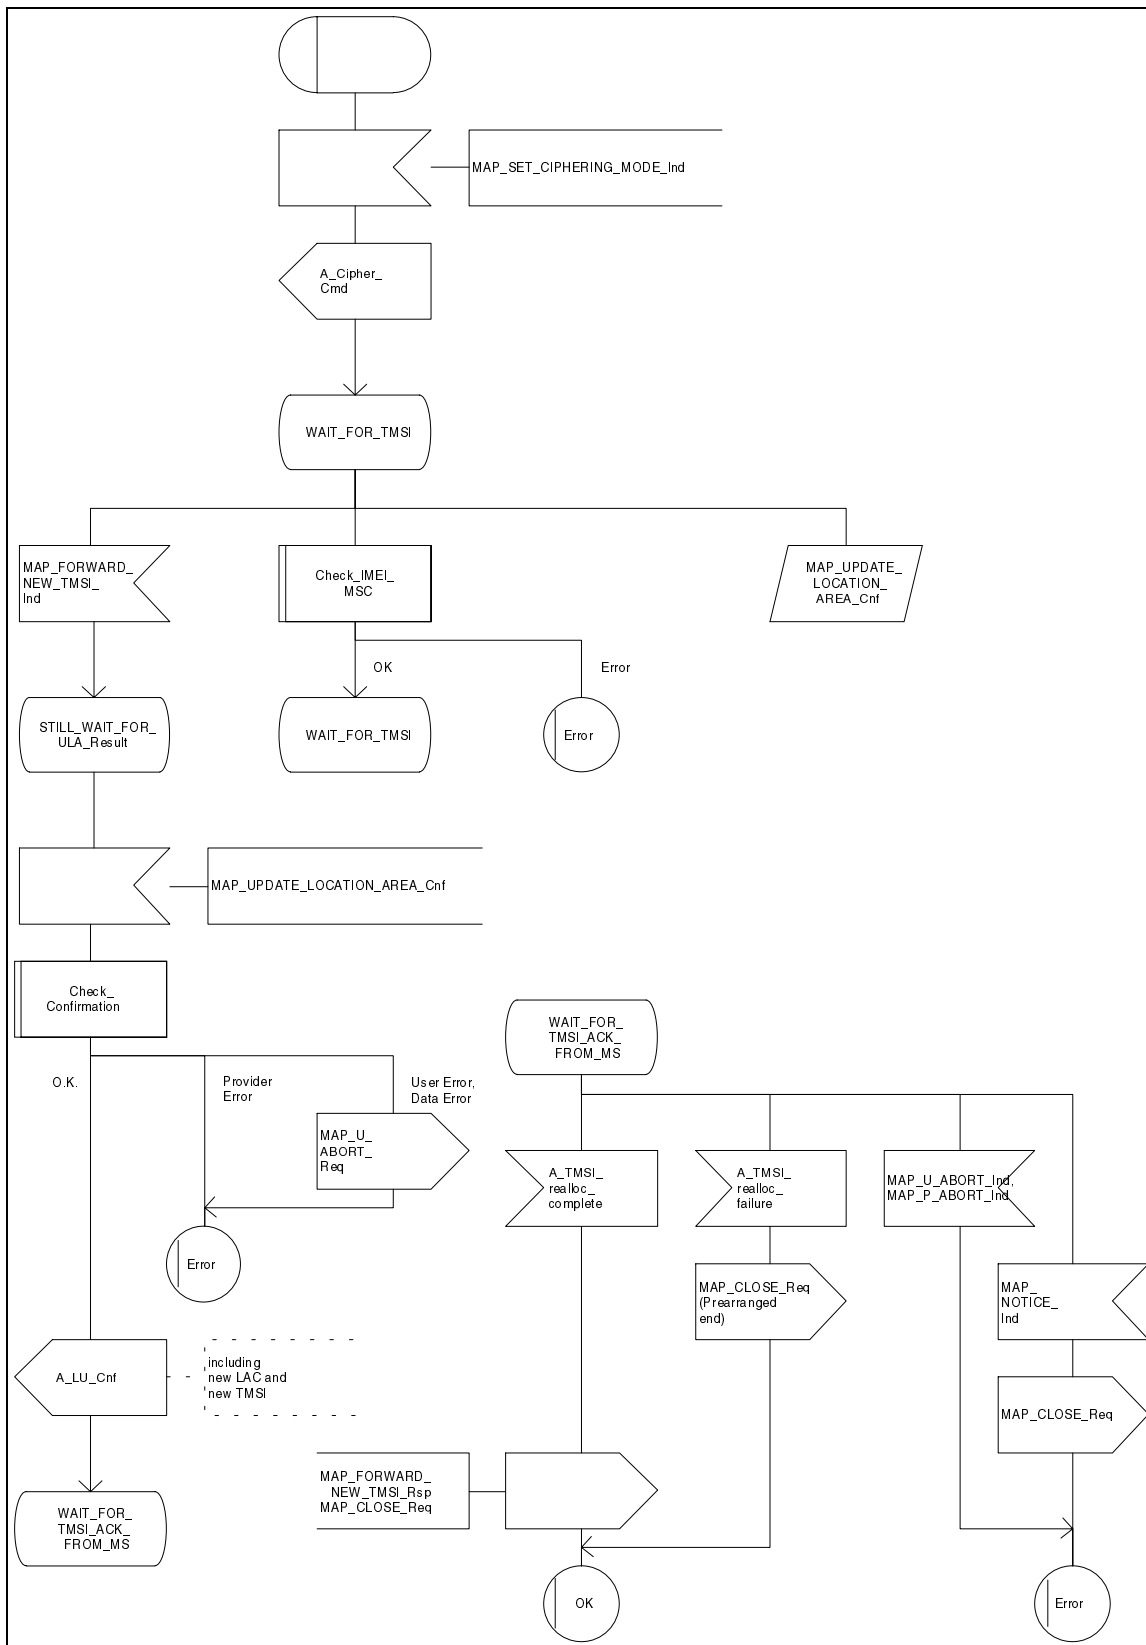 MAP_SET_CIPHERING_MODE_Ind
A_Cipher_
Cmd
WAIT_FOR_TMSI
MAP_FORWARD_
NEW_TMSI_
Ind
Check_IMEI_
MSC
MAP_UPDATE_
LOCATION_
AREA_Cnf
OK
Error
STILL_WAIT_FOR_
ULA_Result
WAIT_FOR_TMSI
Error
MAP_UPDATE_LOCATION_AREA_Cnf
Check_
Confirmation
O.K.
Provider
Error
User Error,
Data Error
MAP_U_
ABORT_
Req
Error
A_LU_Cnf
including
new LAC and
new TMSI
WAIT_FOR_
TMSI_ACK_
FROM_MS
WAIT_FOR_
TMSI_ACK_
FROM_MS
A_TMSI_
realloc_
complete
A_TMSI_
realloc_
failure
MAP_U_ABORT_Ind,
MAP_P_ABORT_Ind
MAP_CLOSE_Req
(Prearranged
end)
MAP_
NOTICE_
Ind
MAP_CLOSE_Req
MAP_FORWARD_
NEW_TMSI_Rsp
MAP_CLOSE_Req
OK
Error